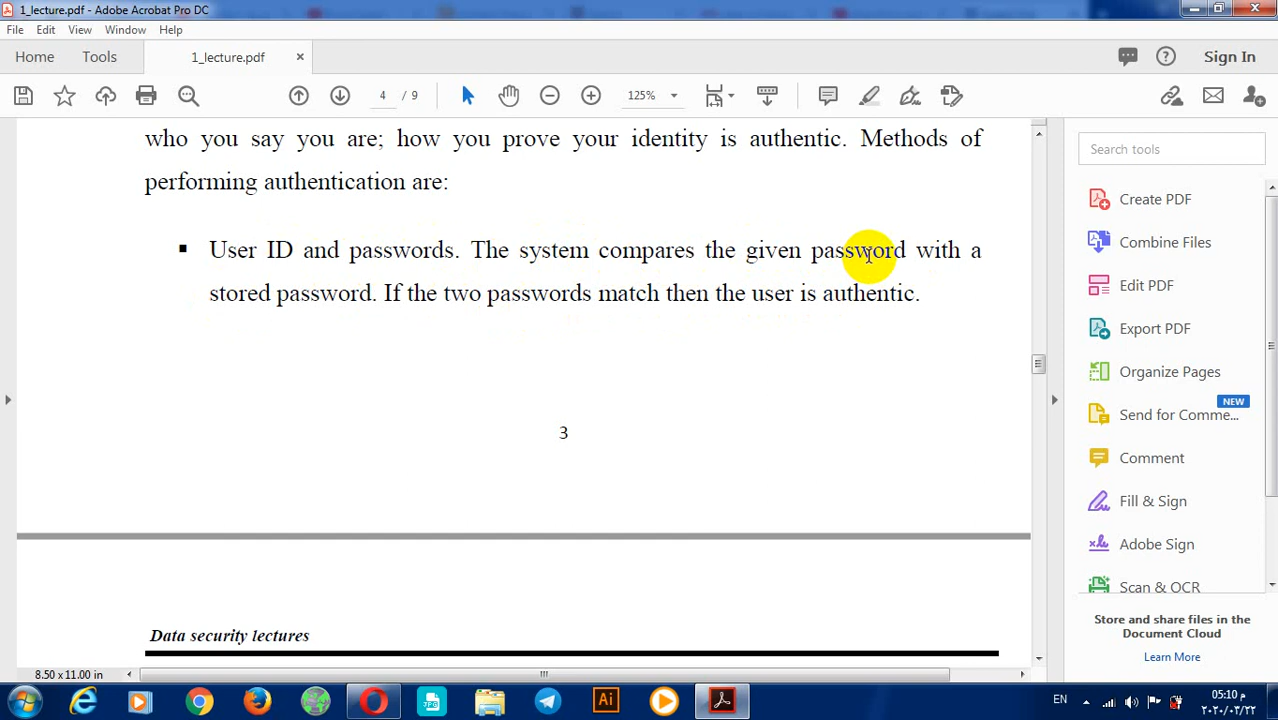 1_lecture.pdf - Adobe Acrobat Pro DC
File Edit View Window Help
Home Tools 1_lecture.pdf × Sign In
4 / 9 125%
who you say you are; how you prove your identity is authentic. Methods of
performing authentication are:
▪ User ID and passwords. The system compares the given password with a
stored password. If the two passwords match then the user is authentic.
3
Data security lectures
8.50 x 11.00 in
Search tools
Create PDF
Combine Files
Edit PDF
Export PDF
Organize Pages
NEW
Send for Comme...
Comment
Fill & Sign
Adobe Sign
Scan & OCR
Store and share files in the
Document Cloud
Learn More
JPG
Ai
EN
05:10 م
٢٠٢٠/٠٣/٢٢